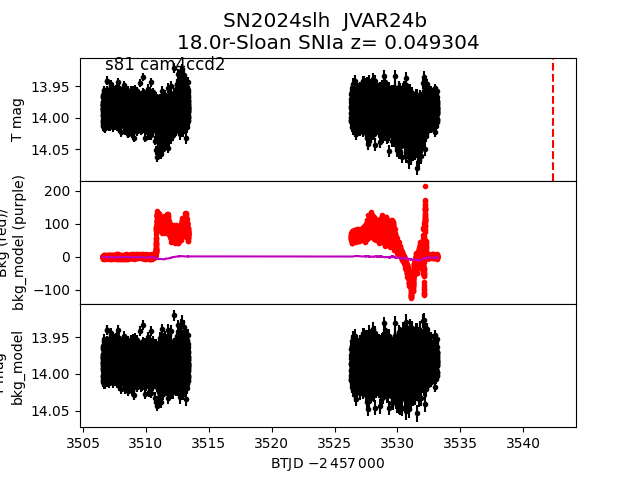 SN2024slh JVAR24b
18.0r-Sloan SNIa z= 0.049304
s81 cam4ccd2
T mag
13.95
14.00
14.05
bkg_model (purple)
200
100
0
−100
bkg_model
13.95
14.00
14.05
3505 3510 3515 3520 3525 3530 3535 3540
BTJD −2 457 000